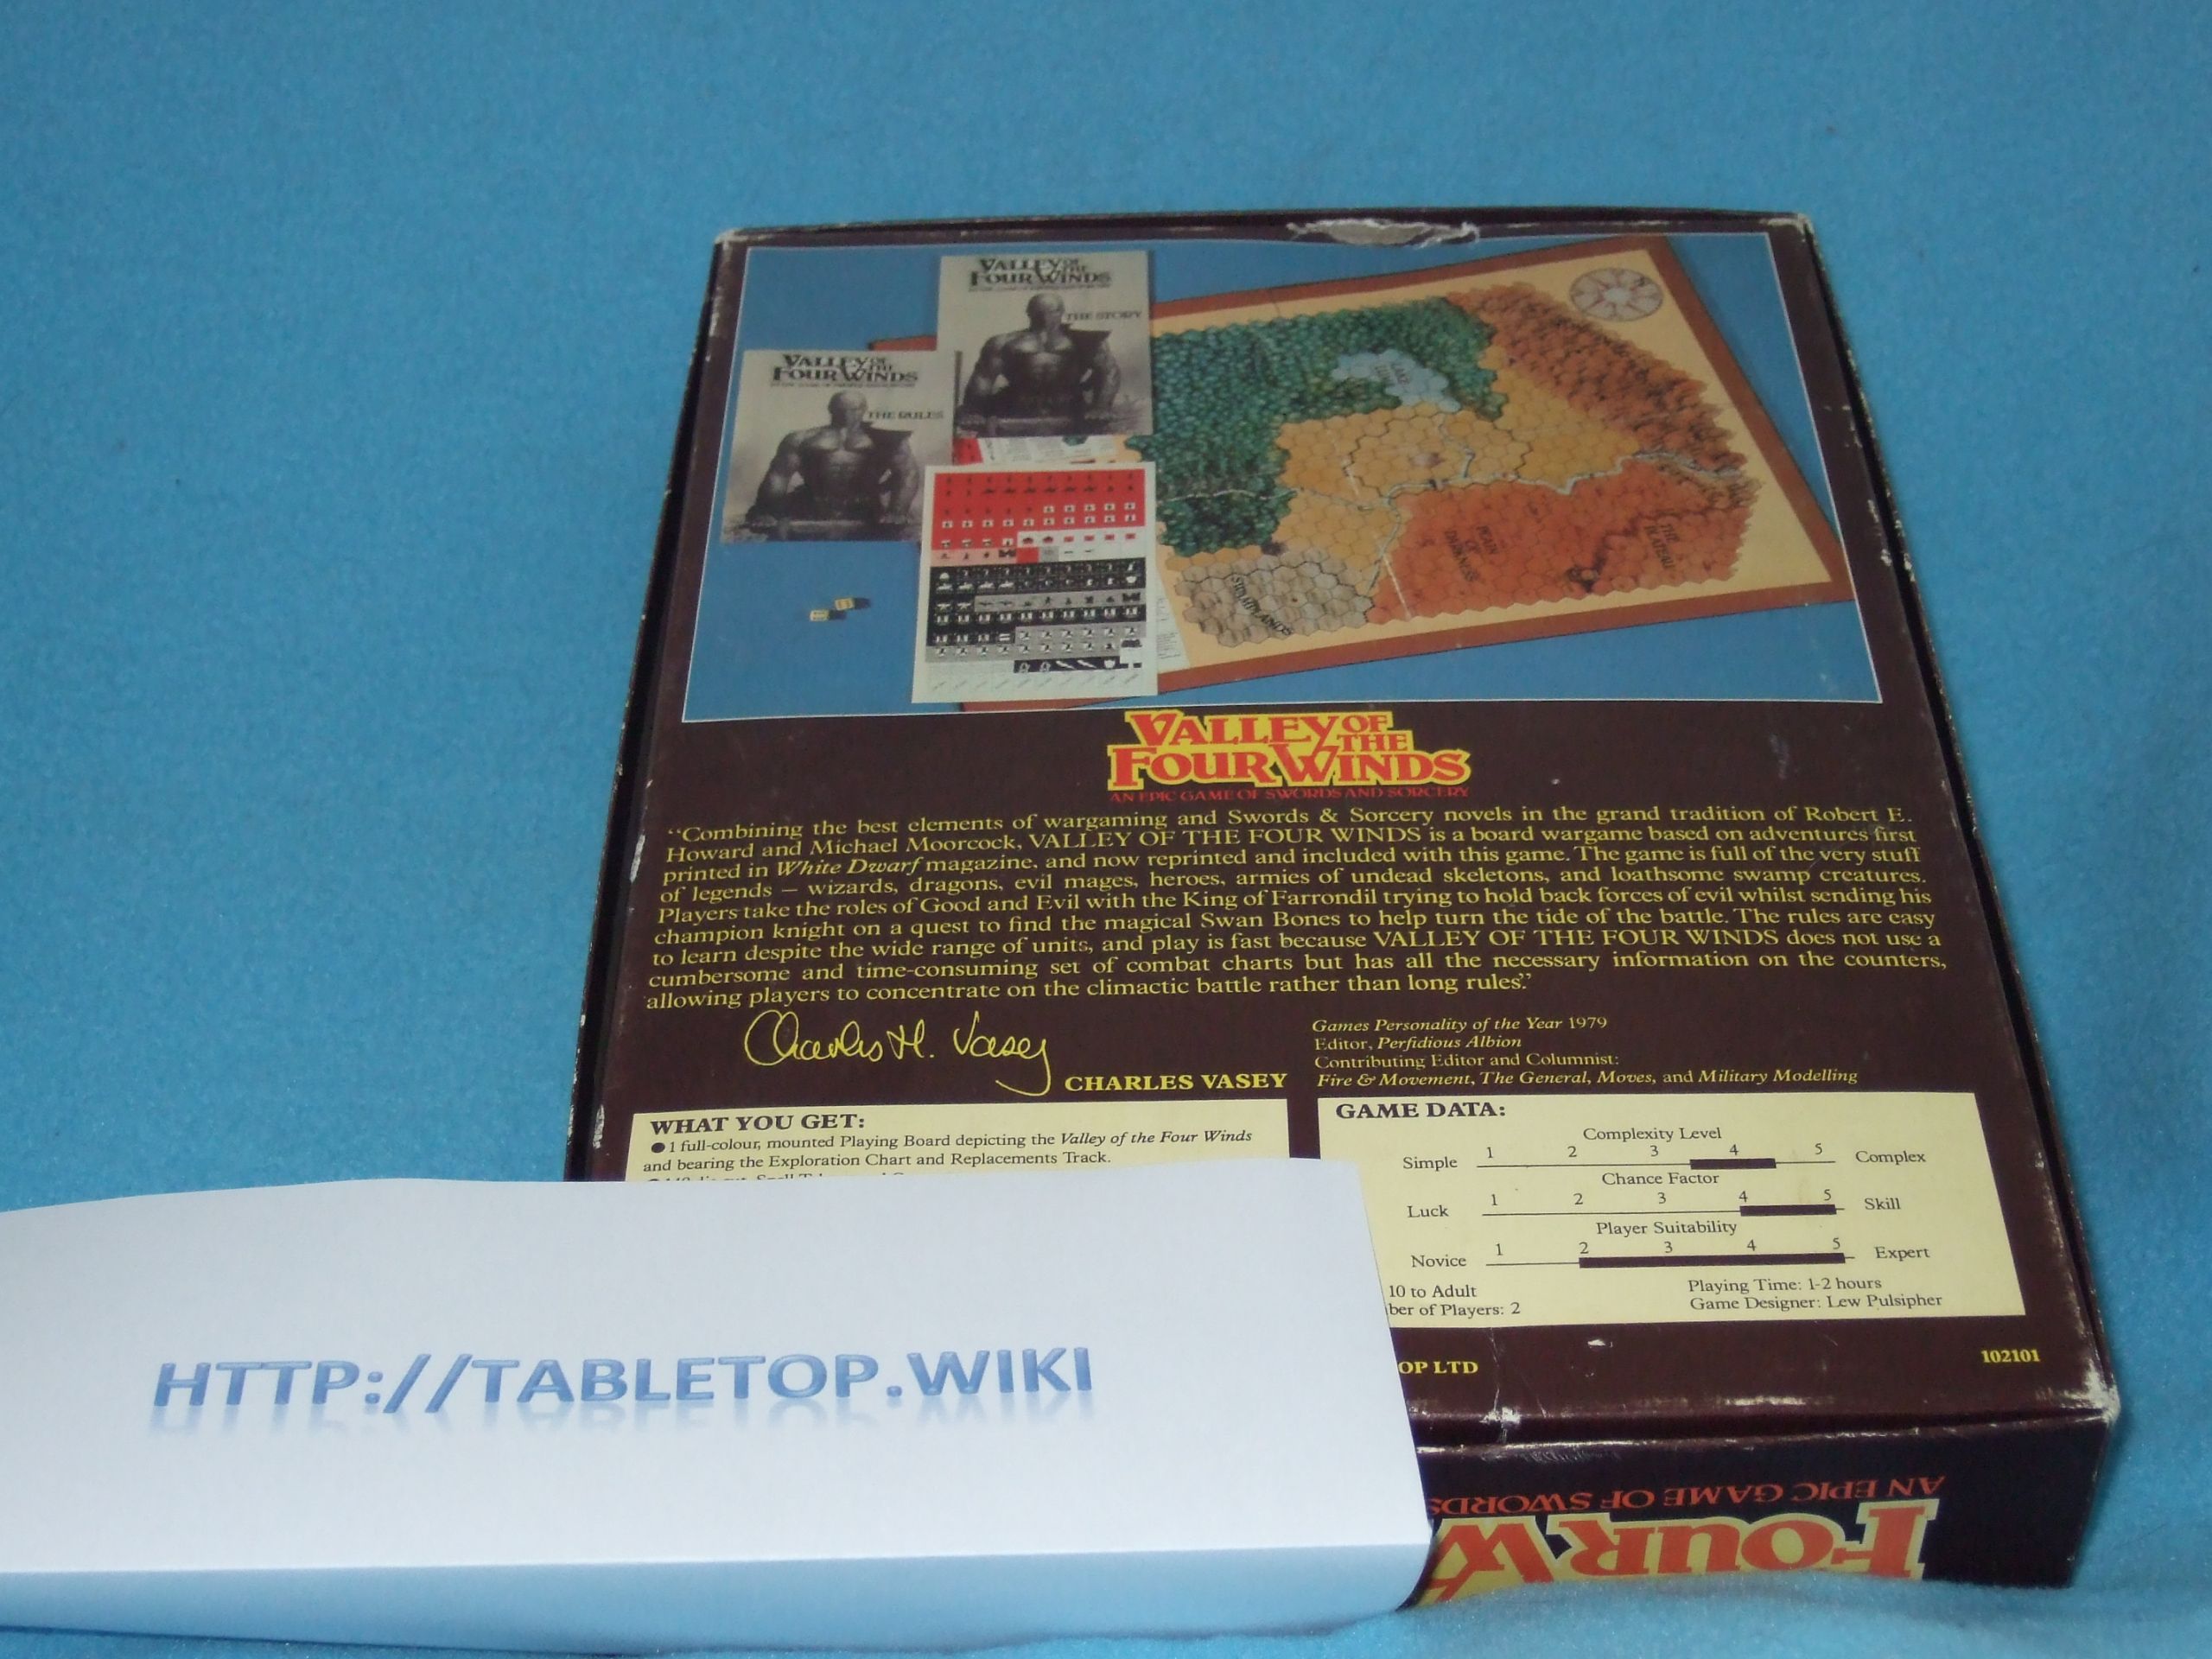 VALLEY OF THE
FOUR WINDS
THE STORY
VALLEY OF THE
FOUR WINDS
THE RULES
PLAIN
OF
DARKNESS
THE
PLATEAU
SWAMPLANDS
VALLEY OF
THE
FOUR WINDS
AN EPIC GAME OF SWORDS AND SORCERY
“Combining the best elements of wargaming and Swords & Sorcery novels in the grand tradition of Robert E.
Howard and Michael Moorcock, VALLEY OF THE FOUR WINDS is a board wargame based on adventures first
printed in White Dwarf magazine, and now reprinted and included with this game. The game is full of the very stuff
of legends – wizards, dragons, evil mages, heroes, armies of undead skeletons, and loathsome swamp creatures.
Players take the roles of Good and Evil with the King of Farrondil trying to hold back forces of evil whilst sending his
champion knight on a quest to find the magical Swan Bones to help turn the tide of the battle. The rules are easy
to learn despite the wide range of units, and play is fast because VALLEY OF THE FOUR WINDS does not use a
cumbersome and time-consuming set of combat charts but has all the necessary information on the counters,
allowing players to concentrate on the climactic battle rather than long rules.”
Charles H. Vasey
CHARLES VASEY
Games Personality of the Year 1979
Editor, Perfidious Albion
Contributing Editor and Columnist:
Fire & Movement, The General, Moves, and Military Modelling
WHAT YOU GET:
● 1 full-colour, mounted Playing Board depicting the Valley of the Four Winds
and bearing the Exploration Chart and Replacements Track.
GAME DATA:
Complexity Level
Simple 1 2 3 4 5 Complex
Chance Factor
Luck 1 2 3 4 5 Skill
Player Suitability
Novice 1 2 3 4 5 Expert
10 to Adult
ber of Players: 2
Playing Time: 1-2 hours
Game Designer: Lew Pulsipher
OP LTD
102101
HTTP://TABLETOP.WIKI
AN EPIC GAME OF SWORDS
FOUR W